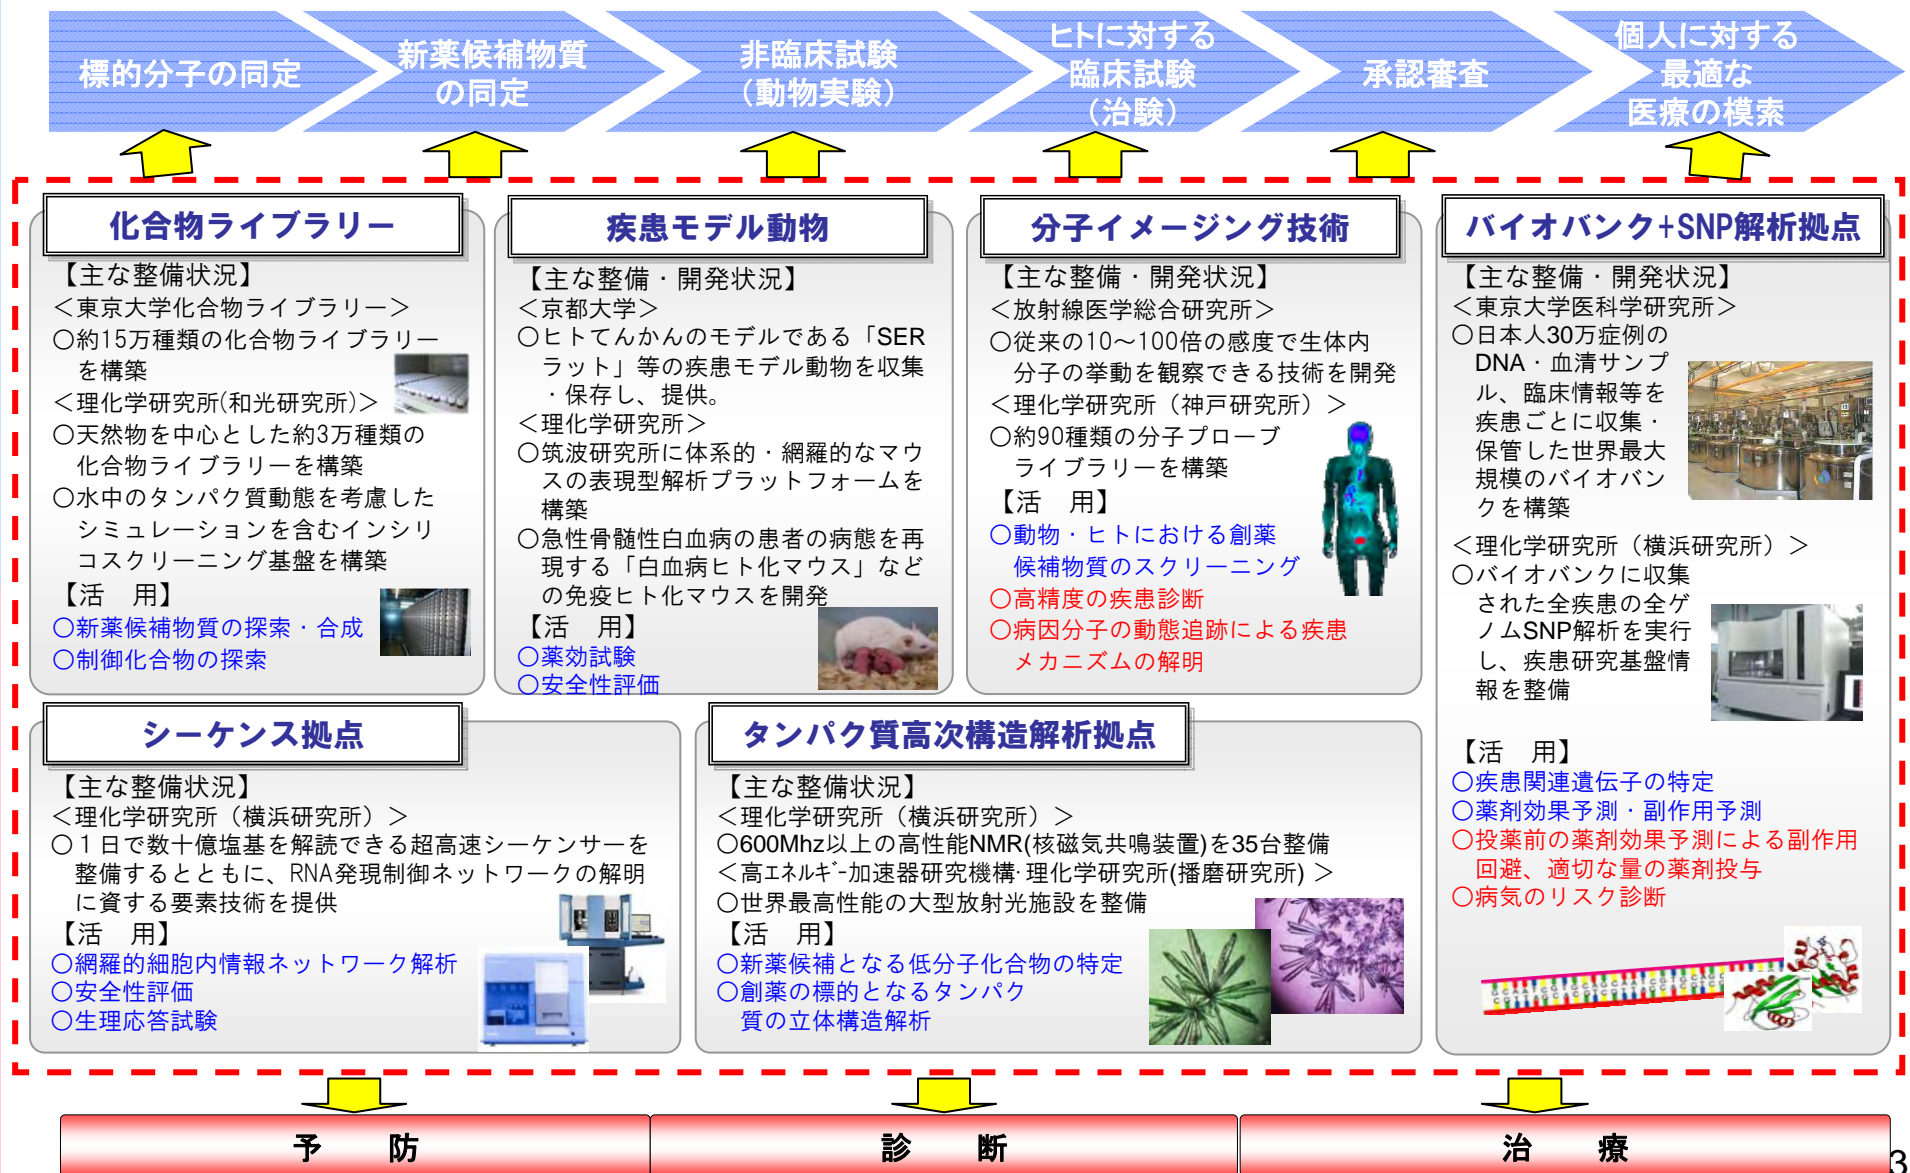 標的分子の同定
新薬候補物質
の同定
非臨床試験
（動物実験）
ヒトに対する
臨床試験
（治験）
承認審査
個人に対する
最適な
医療の模索
化合物ライブラリー
【主な整備状況】
＜東京大学化合物ライブラリー＞
○約15万種類の化合物ライブラリー
を構築
＜理化学研究所(和光研究所)＞
○天然物を中心とした約3万種類の
化合物ライブラリーを構築
○水中のタンパク質動態を考慮した
シミュレーションを含むインシリ
コスクリーニング基盤を構築
【活　用】
○新薬候補物質の探索・合成
○制御化合物の探索
疾患モデル動物
【主な整備・開発状況】
＜京都大学＞
○ヒトてんかんのモデルである「SER
ラット」等の疾患モデル動物を収集
・保存し、提供。
＜理化学研究所＞
○筑波研究所に体系的・網羅的なマウ
スの表現型解析プラットフォームを
構築
○急性骨髄性白血病の患者の病態を再
現する「白血病ヒト化マウス」など
の免疫ヒト化マウスを開発
【活　用】
○薬効試験
○安全性評価
分子イメージング技術
【主な整備・開発状況】
＜放射線医学総合研究所＞
○従来の10～100倍の感度で生体内
分子の挙動を観察できる技術を開発
＜理化学研究所（神戸研究所）＞
○約90種類の分子プローブ
ライブラリーを構築
【活　用】
○動物・ヒトにおける創薬
候補物質のスクリーニング
○高精度の疾患診断
○病因分子の動態追跡による疾患
メカニズムの解明
バイオバンク+SNP解析拠点
【主な整備・開発状況】
＜東京大学医科学研究所＞
○日本人30万症例の
DNA・血清サンプ
ル、臨床情報等を
疾患ごとに収集・
保管した世界最大
規模のバイオバン
クを構築
＜理化学研究所（横浜研究所）＞
○バイオバンクに収集
された全疾患の全ゲ
ノムSNP解析を実行
し、疾患研究基盤情
報を整備
【活　用】
○疾患関連遺伝子の特定
○薬剤効果予測・副作用予測
○投薬前の薬剤効果予測による副作用
回避、適切な量の薬剤投与
○病気のリスク診断
シーケンス拠点
【主な整備状況】
＜理化学研究所（横浜研究所）＞
○１日で数十億塩基を解読できる超高速シーケンサーを
整備するとともに、RNA発現制御ネットワークの解明
に資する要素技術を提供
【活　用】
○網羅的細胞内情報ネットワーク解析
○安全性評価
○生理応答試験
タンパク質高次構造解析拠点
【主な整備状況】
＜理化学研究所（横浜研究所）＞
○600Mhz以上の高性能NMR(核磁気共鳴装置)を35台整備
＜高ｴﾈﾙｷﾞｰ加速器研究機構･理化学研究所(播磨研究所) ＞
○世界最高性能の大型放射光施設を整備
【活　用】
○新薬候補となる低分子化合物の特定
○創薬の標的となるタンパク
質の立体構造解析
予　防
診　断
治　療
3